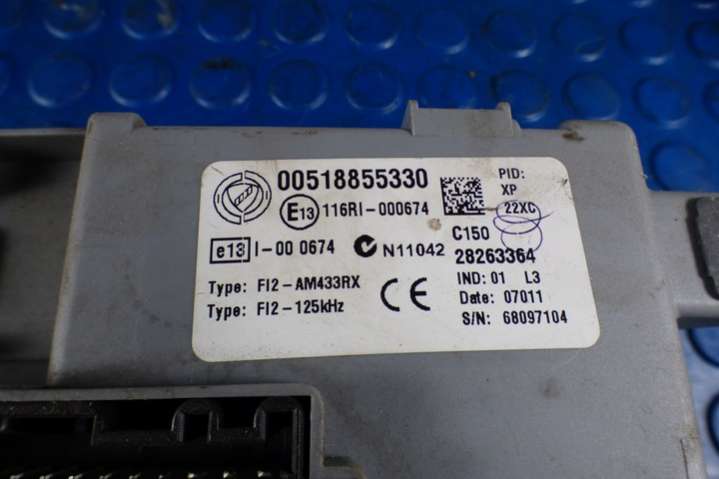 00518855330
E13 116RI-000674
e13 I-00 0674 N11042
Type: FI2-AM433RX
Type: FI2-125kHz
CE
PID:
XP
22XC
C150
28263364
IND: 01 L3
Date: 07011
S/N: 68097104